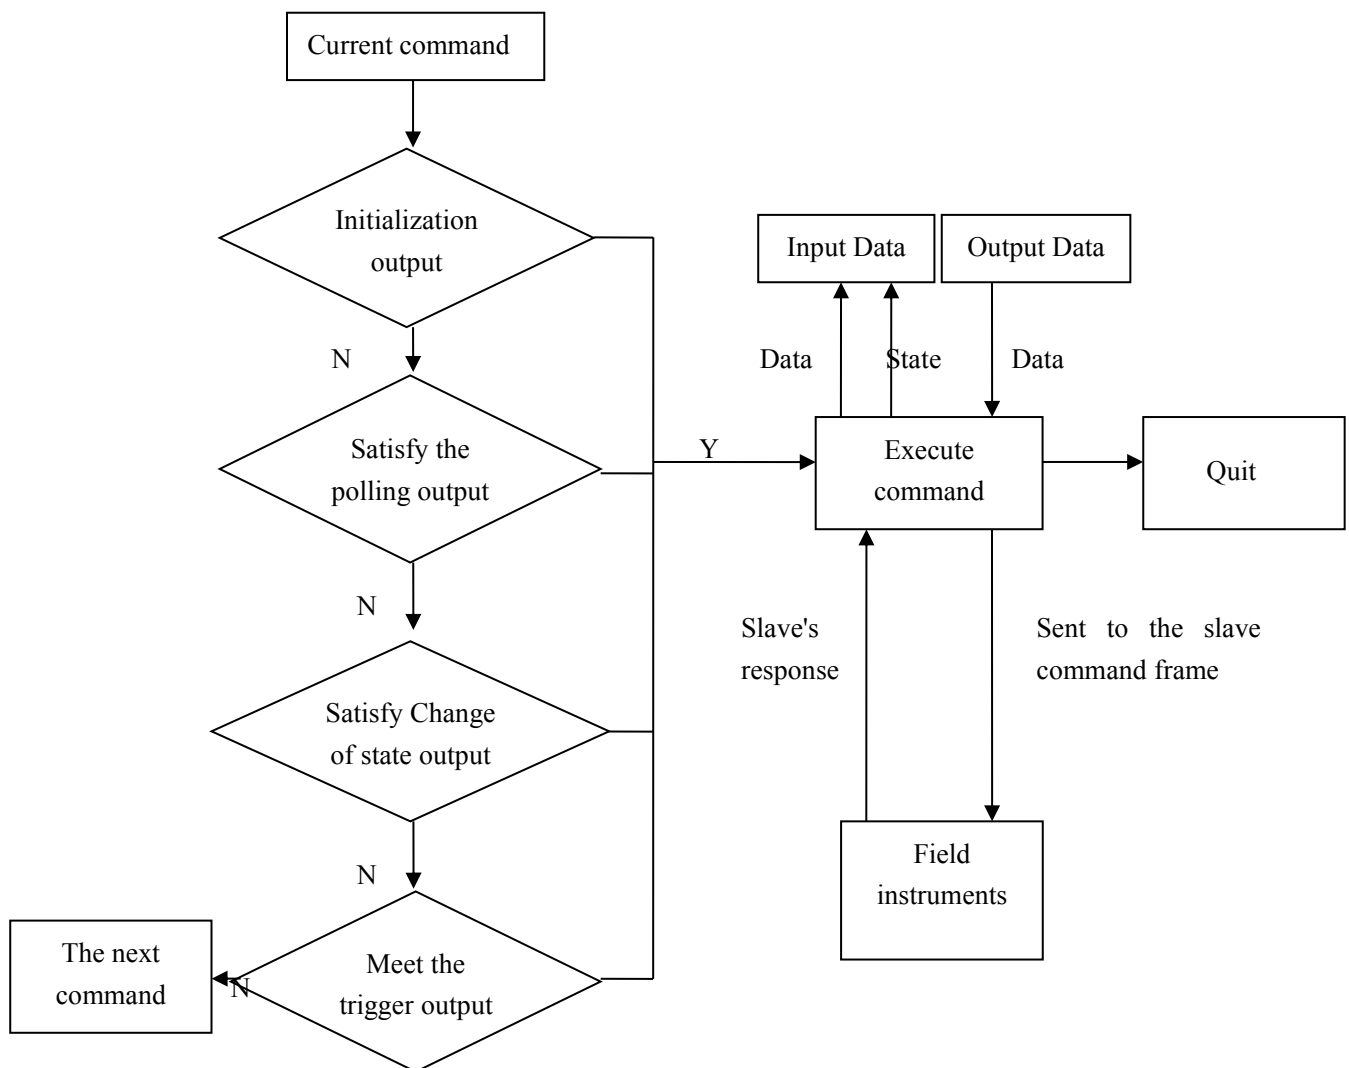 Current command
Initialization
output
N
Satisfy the
polling output
N
Satisfy Change
of state output
N
Meet the
trigger output
N
The next
command
Y
Input Data
Output Data
Data
State
Data
Execute
command
Quit
Slave's
response
Sent to the slave
command frame
Field
instruments